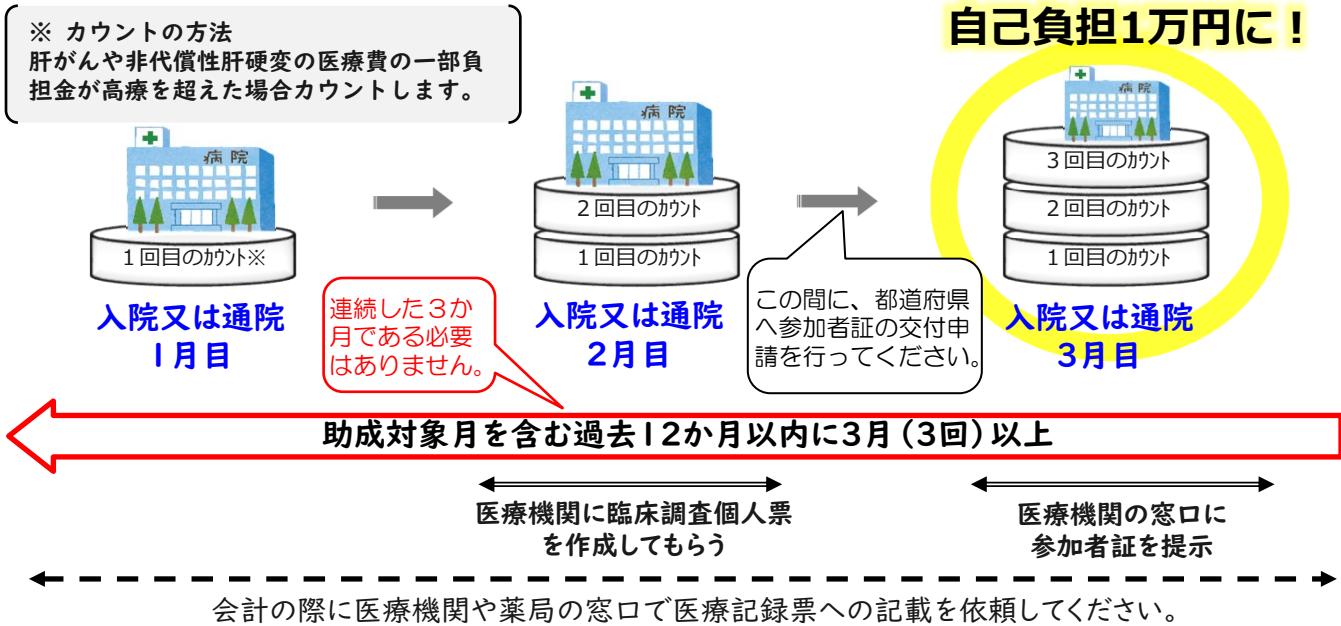 ※ カウントの方法
肝がんや非代償性肝硬変の医療費の一部負
担金が高療を超えた場合カウントします。
自己負担1万円に！
病院
1回目のカウント※
入院又は通院
1月目
連続した3か
月である必要
はありません。
病院
2回目のカウント
1回目のカウント
入院又は通院
2月目
この間に、都道府県
へ参加者証の交付申
請を行ってください。
病院
3回目のカウント
2回目のカウント
1回目のカウント
入院又は通院
3月目
助成対象月を含む過去12か月以内に3月（3回）以上
医療機関に臨床調査個人票
を作成してもらう
医療機関の窓口に
参加者証を提示
会計の際に医療機関や薬局の窓口で医療記録票への記載を依頼してください。